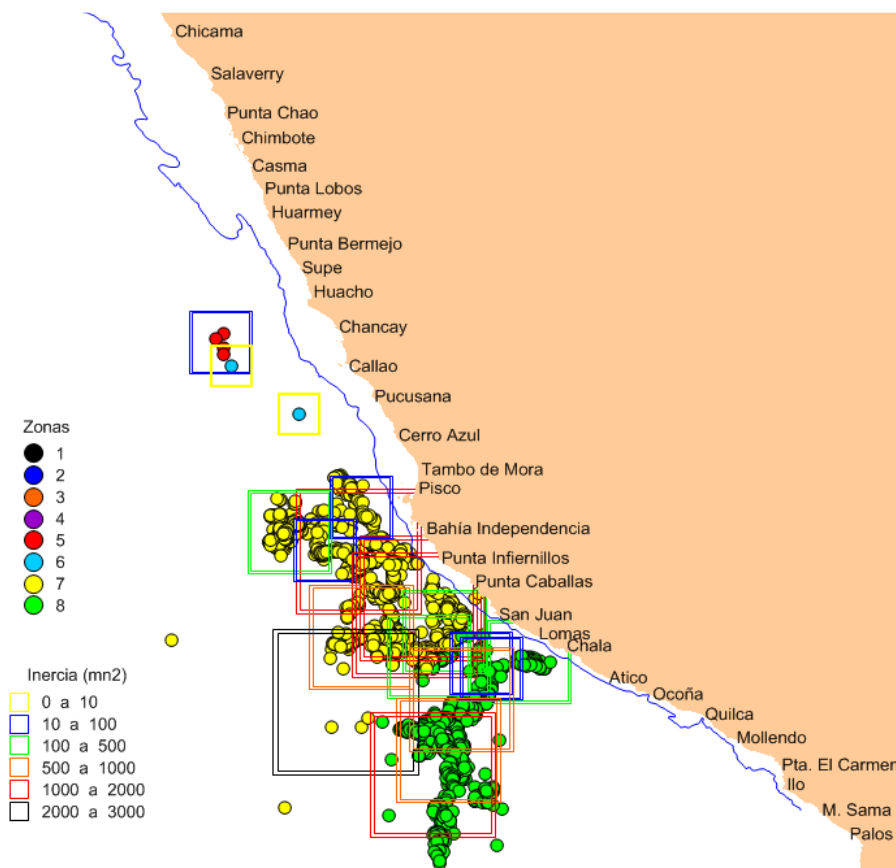 Chicama
Salaverry
Punta Chao
Chimbote
Casma
Punta Lobos
Huarmey
Punta Bermejo
Supe
Huacho
Chancay
Callao
Pucusana
Cerro Azul
Tambo de Mora
Pisco
Bahía Independencia
Punta Infiernillos
Punta Caballas
San Juan
Lomas
Chala
Atico
Ocoña
Quilca
Mollendo
Pta. El Carmen
Ilo
M. Sama
Palos
Zonas
1
2
3
4
5
6
7
8
Inercia (mn2)
0 a 10
10 a 100
100 a 500
500 a 1000
1000 a 2000
2000 a 3000